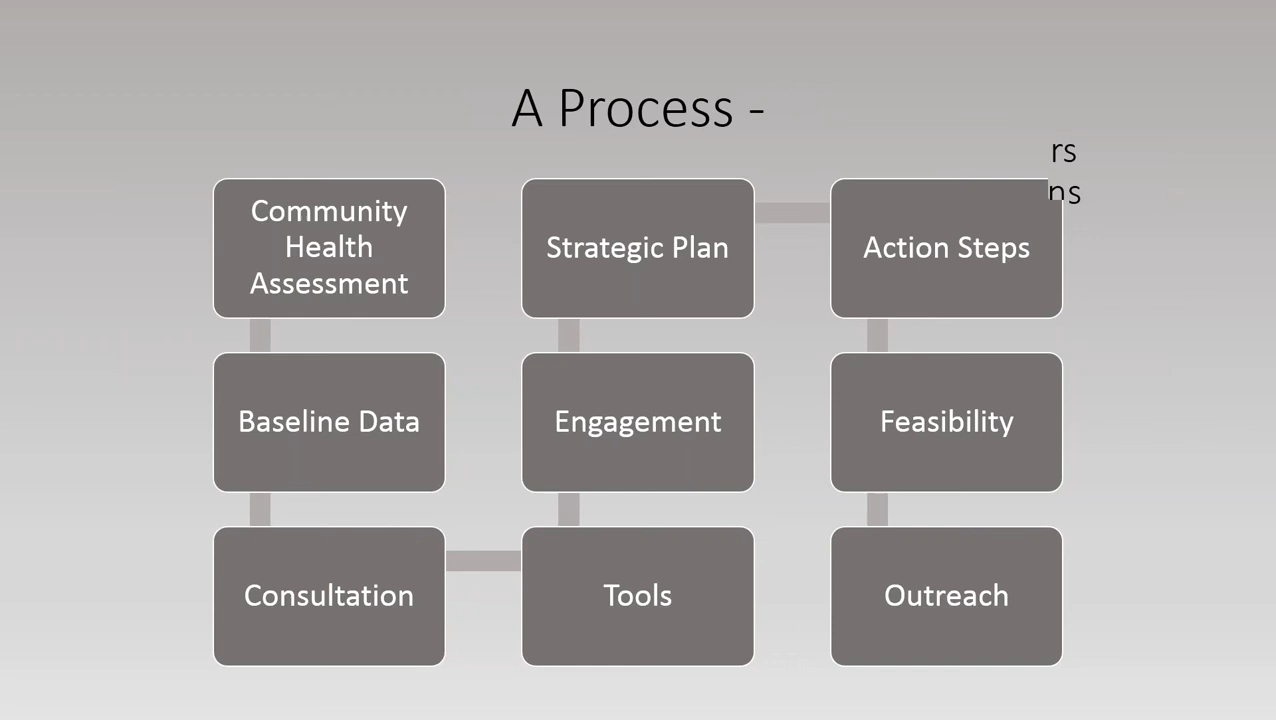 A Process -
rs
ns
Community
Health
Assessment
Baseline Data
Consultation
Tools
Engagement
Strategic Plan
Action Steps
Feasibility
Outreach